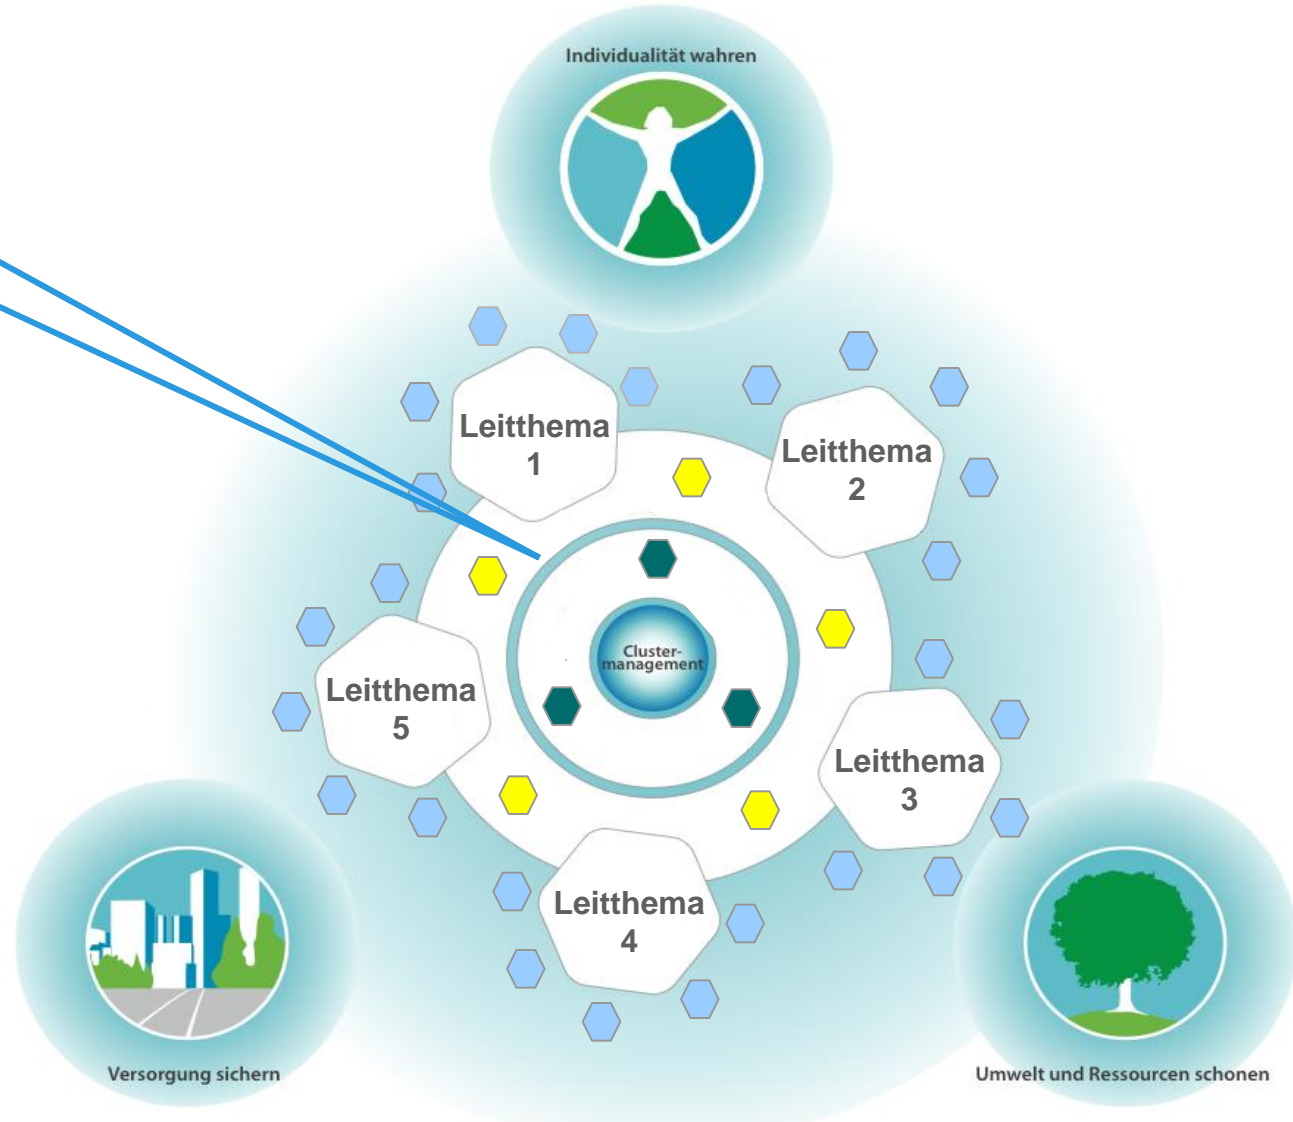 Individualität wahren
Leitthema
1
Leitthema
2
Cluster-
management
Leitthema
5
Leitthema
3
Leitthema
4
Versorgung sichern
Umwelt und Ressourcen schonen